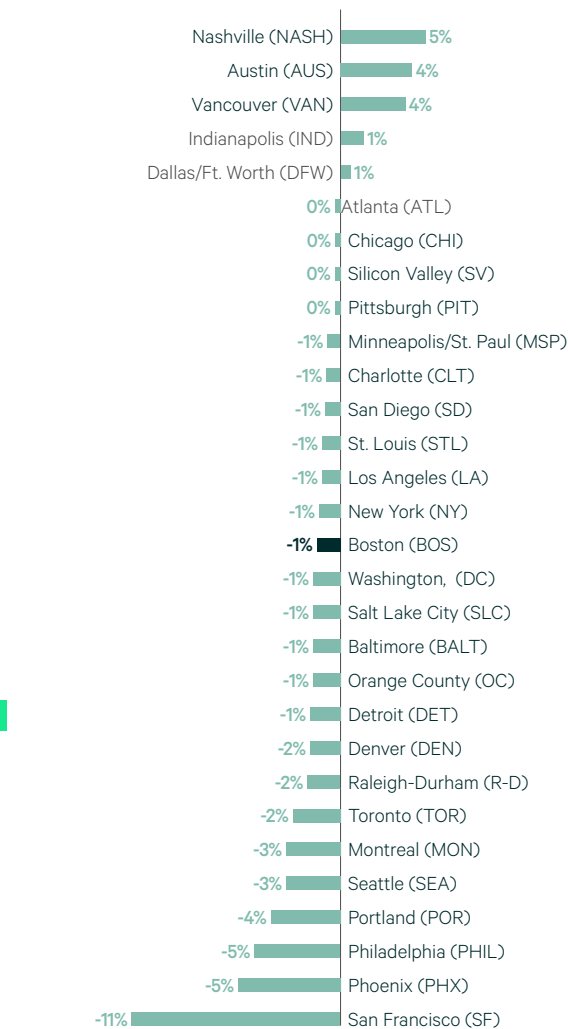 Nashville (NASH) 5%
Austin (AUS) 4%
Vancouver (VAN) 4%
Indianapolis (IND) 1%
Dallas/Ft. Worth (DFW) 1%
0% Atlanta (ATL)
0% Chicago (CHI)
0% Silicon Valley (SV)
0% Pittsburgh (PIT)
-1% Minneapolis/St. Paul (MSP)
-1% Charlotte (CLT)
-1% San Diego (SD)
-1% St. Louis (STL)
-1% Los Angeles (LA)
-1% New York (NY)
-1% Boston (BOS)
-1% Washington, (DC)
-1% Salt Lake City (SLC)
-1% Baltimore (BALT)
-1% Orange County (OC)
-1% Detroit (DET)
-2% Denver (DEN)
-2% Raleigh-Durham (R-D)
-2% Toronto (TOR)
-3% Montreal (MON)
-3% Seattle (SEA)
-4% Portland (POR)
-5% Philadelphia (PHIL)
-5% Phoenix (PHX)
-11% San Francisco (SF)